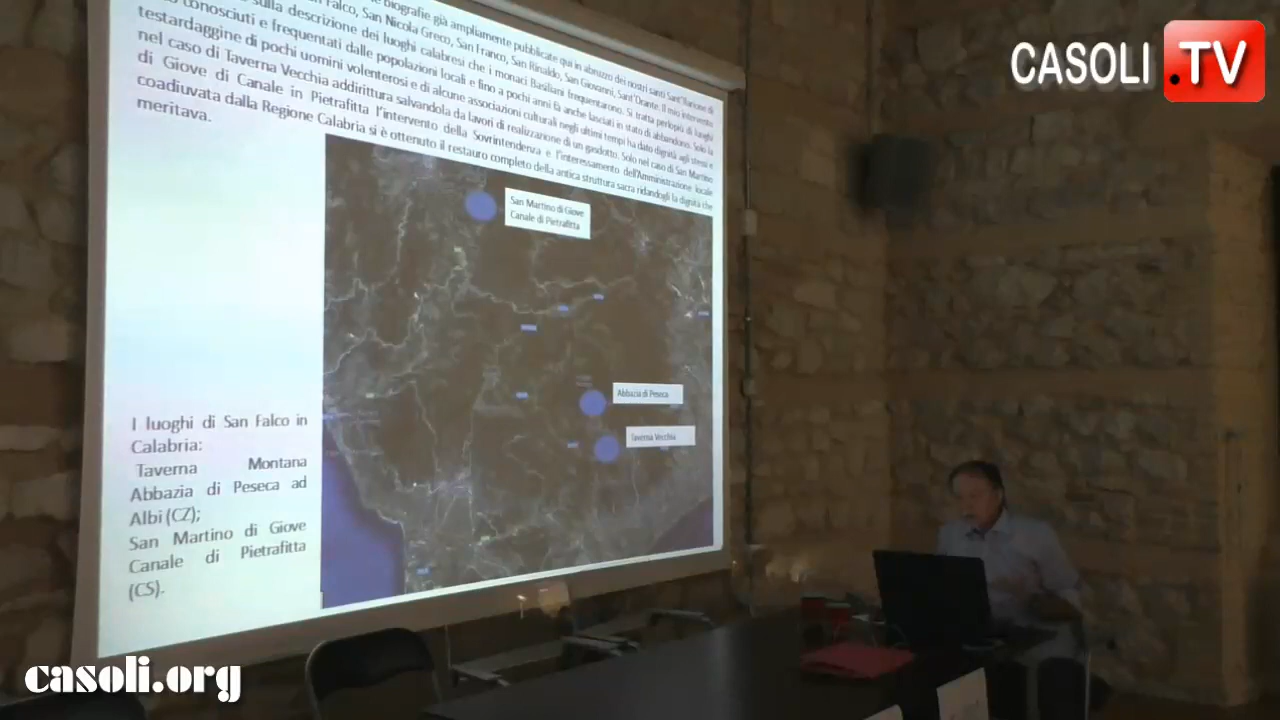 biografie già ampliamente pubblicate qui in abruzzo dei nostri santi Sant'Ilarione di
Falco, San Nicola Greco, San Franco, San Rinaldo, San Giovanni, Sant'Orante. Il mio intervento
sulla descrizione dei luoghi calabresi che i monaci Basiliani frequentarono. Si tratta perlopiù di luoghi
conosciuti e frequentati dalle popolazioni locali e fino a pochi anni fà anche lasciati in stato di abbandono. Solo la
testardaggine di pochi uomini volenterosi e di alcune associazioni culturali negli ultimi tempi ha dato dignità agli stessi e
nel caso di Taverna Vecchia addirittura salvandola da lavori di realizzazione di un gasdotto. Solo nel caso di San Martino
di Giove di Canale in Pietrafitta l'intervento della Sovrintendenza e l'interessamento dell'Amministrazione locale
coadiuvata dalla Regione Calabria si è ottenuto il restauro completo della antica struttura sacra ridandogli la dignità che
meritava.
CASOLI .TV
San Martino di Giove
Canale di Pietrafitta
Abbazia di Peseca
Taverna Vecchia
I luoghi di San Falco in
Calabria:
Taverna Montana
Abbazia di Peseca ad
Albi (CZ);
San Martino di Giove
Canale di Pietrafitta
(CS).
casoli.org